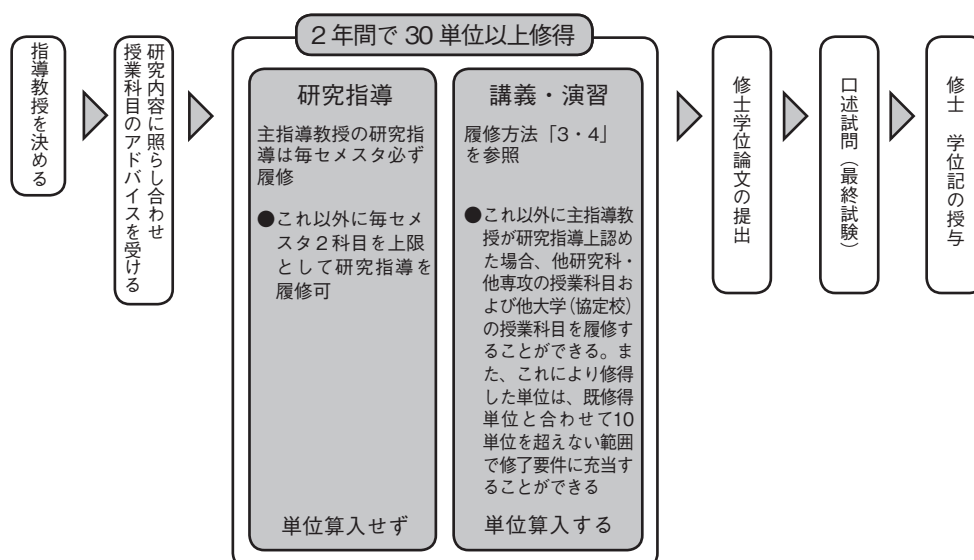 指導教授を決める
研究内容に照らし合わせ
授業科目のアドバイスを受ける
2年間で30単位以上修得
研究指導
主指導教授の研究指
導は毎セメスタ必ず
履修
●これ以外に毎セメ
スタ2科目を上限
として研究指導を
履修可
単位算入せず
講義・演習
履修方法「3・4」
を参照
●これ以外に主指導教
授が研究指導上認め
た場合、他研究科・
他専攻の授業科目お
よび他大学(協定校)
の授業科目を履修す
ることができる。ま
た、これにより修得
した単位は、既修得
単位と合わせて10
単位を超えない範囲
で修了要件に充当す
ることができる
単位算入する
修士学位論文の提出
口述試問(最終試験)
修士 学位記の授与